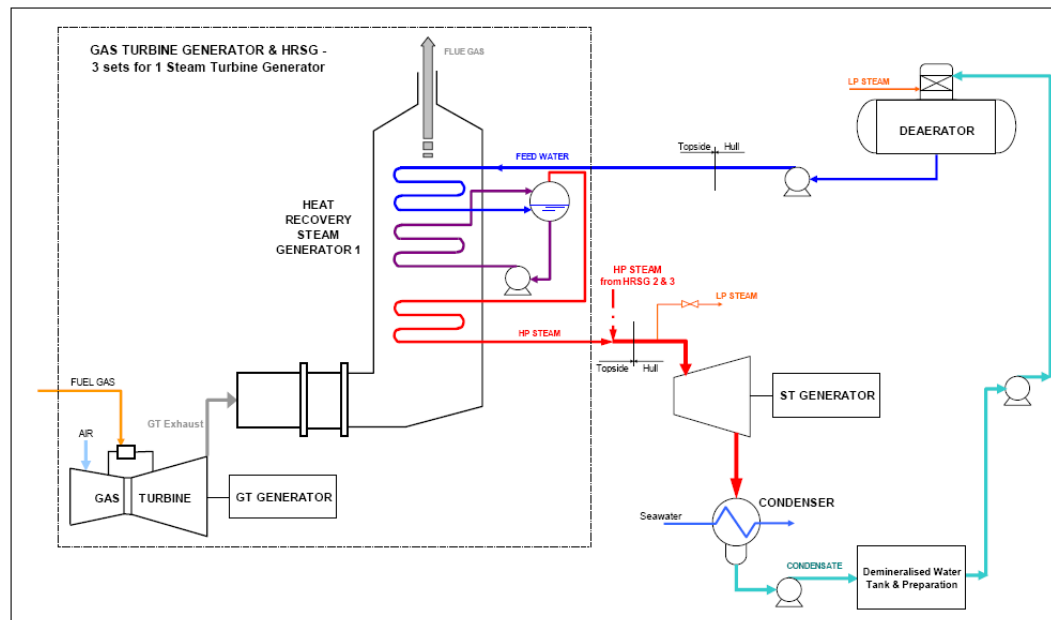 GAS TURBINE GENERATOR & HRSG -
3 sets for 1 Steam Turbine Generator
FLUE GAS
LP STEAM
DEAERATOR
Topside
Hull
FEED WATER
HEAT
RECOVERY
STEAM
GENERATOR 1
HP STEAM
from HRSG 2 & 3
LP STEAM
HP STEAM
Topside
Hull
FUEL GAS
ST GENERATOR
GT Exhaust
AIR
GAS
TURBINE
GT GENERATOR
CONDENSER
Seawater
CONDENSATE
Demineralised Water
Tank & Preparation